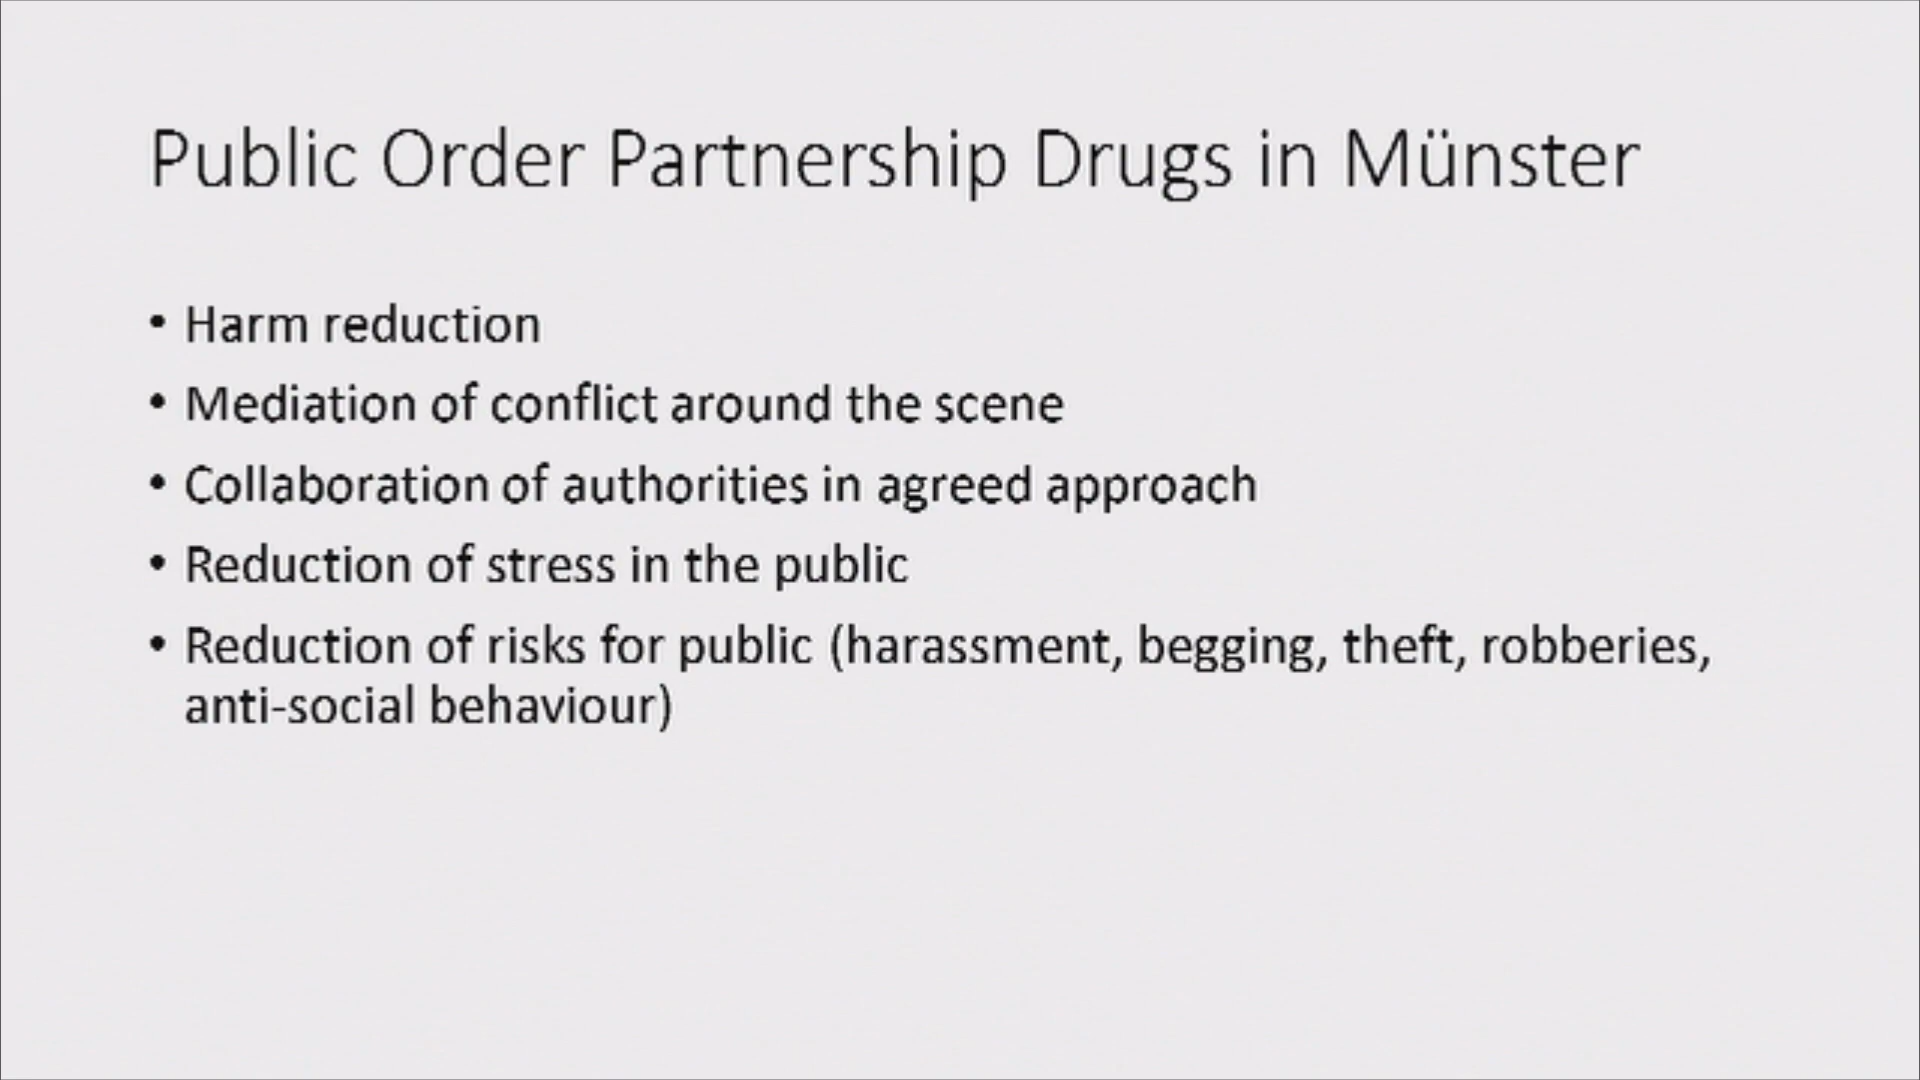 Public Order Partnership Drugs in Münster
• Harm reduction
• Mediation of conflict around the scene
• Collaboration of authorities in agreed approach
• Reduction of stress in the public
• Reduction of risks for public (harassment, begging, theft, robberies,
anti-social behaviour)